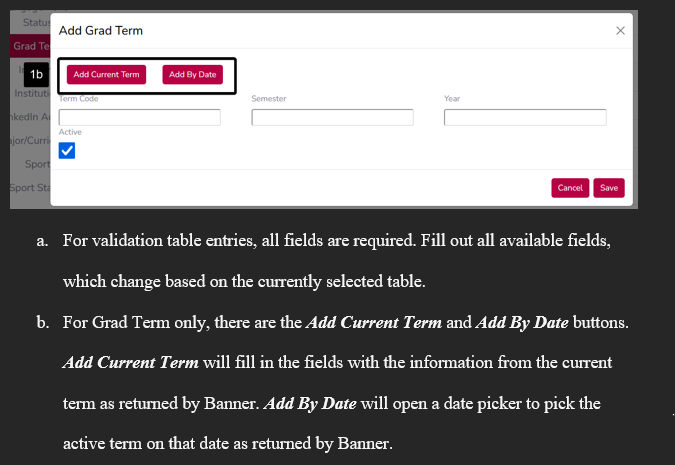 Status
Add Grad Term
Grad Te
1b
Add Current Term Add By Date
Instituti
Term Code Semester Year
nkedIn A
Active
ajor/Curri
Sport
Sport Sta
Cancel Save
a. For validation table entries, all fields are required. Fill out all available fields,
which change based on the currently selected table.
b. For Grad Term only, there are the Add Current Term and Add By Date buttons.
Add Current Term will fill in the fields with the information from the current
term as returned by Banner. Add By Date will open a date picker to pick the
active term on that date as returned by Banner.